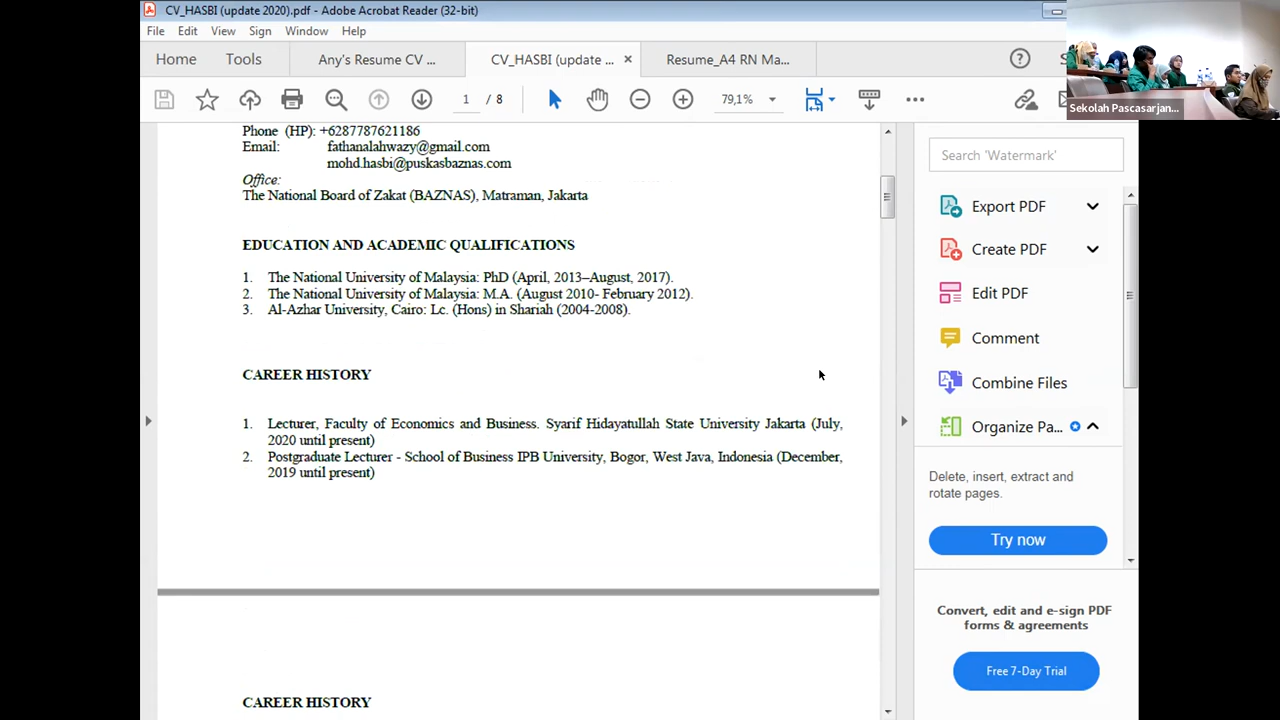 CV_HASBI (update 2020).pdf - Adobe Acrobat Reader (32-bit)
File Edit View Sign Window Help
Home Tools Any's Resume CV ... CV_HASBI (update ... × Resume_A4 RN Ma...
1 / 8 79,1%
Sekolah Pascasarjan...
Phone (HP): +6287787621186
Email: fathanalahwazy@gmail.com
mohd.hasbi@puskasbaznas.com
Office:
The National Board of Zakat (BAZNAS), Matraman, Jakarta
EDUCATION AND ACADEMIC QUALIFICATIONS
1. The National University of Malaysia: PhD (April, 2013–August, 2017).
2. The National University of Malaysia: M.A. (August 2010- February 2012).
3. Al-Azhar University, Cairo: Lc. (Hons) in Shariah (2004-2008).
CAREER HISTORY
1. Lecturer, Faculty of Economics and Business. Syarif Hidayatullah State University Jakarta (July,
2020 until present)
2. Postgraduate Lecturer - School of Business IPB University, Bogor, West Java, Indonesia (December,
2019 until present)
CAREER HISTORY
Search 'Watermark'
Export PDF
Create PDF
Edit PDF
Comment
Combine Files
Organize Pa...
Delete, insert, extract and
rotate pages.
Try now
Convert, edit and e-sign PDF
forms & agreements
Free 7-Day Trial